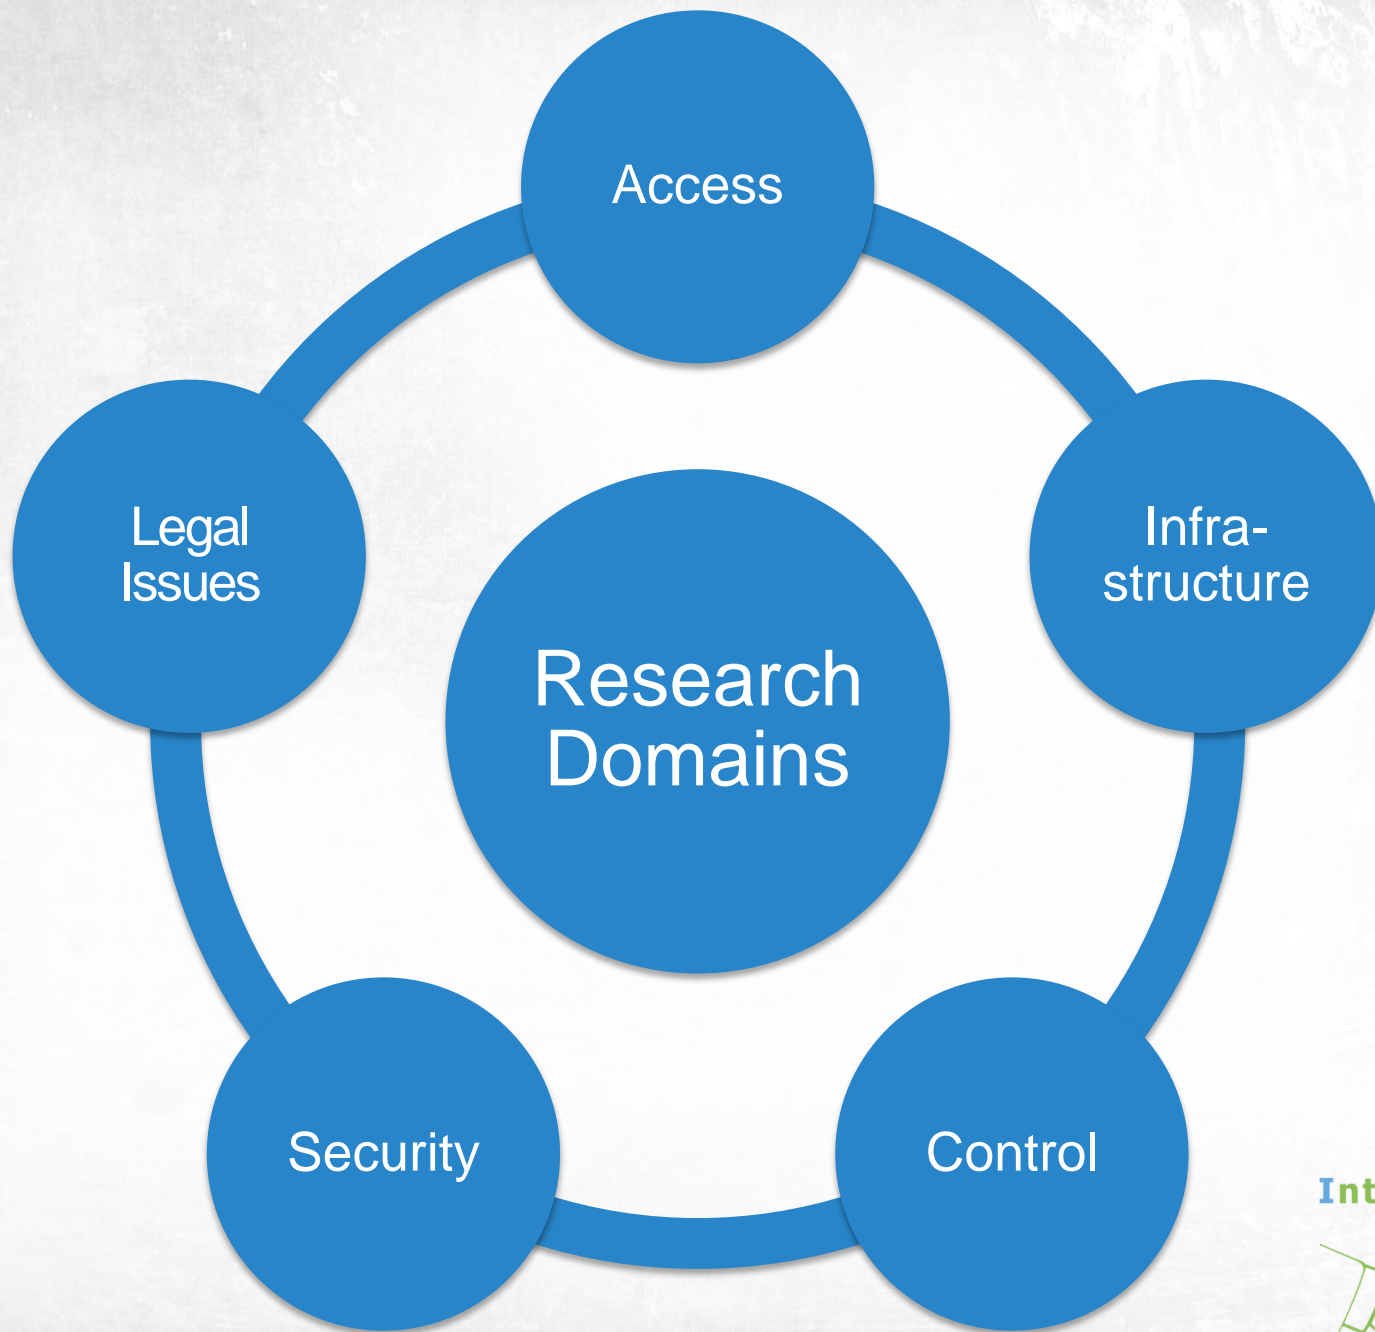 Access
Legal
Issues
Infra-
structure
Research
Domains
Security
Control
Int